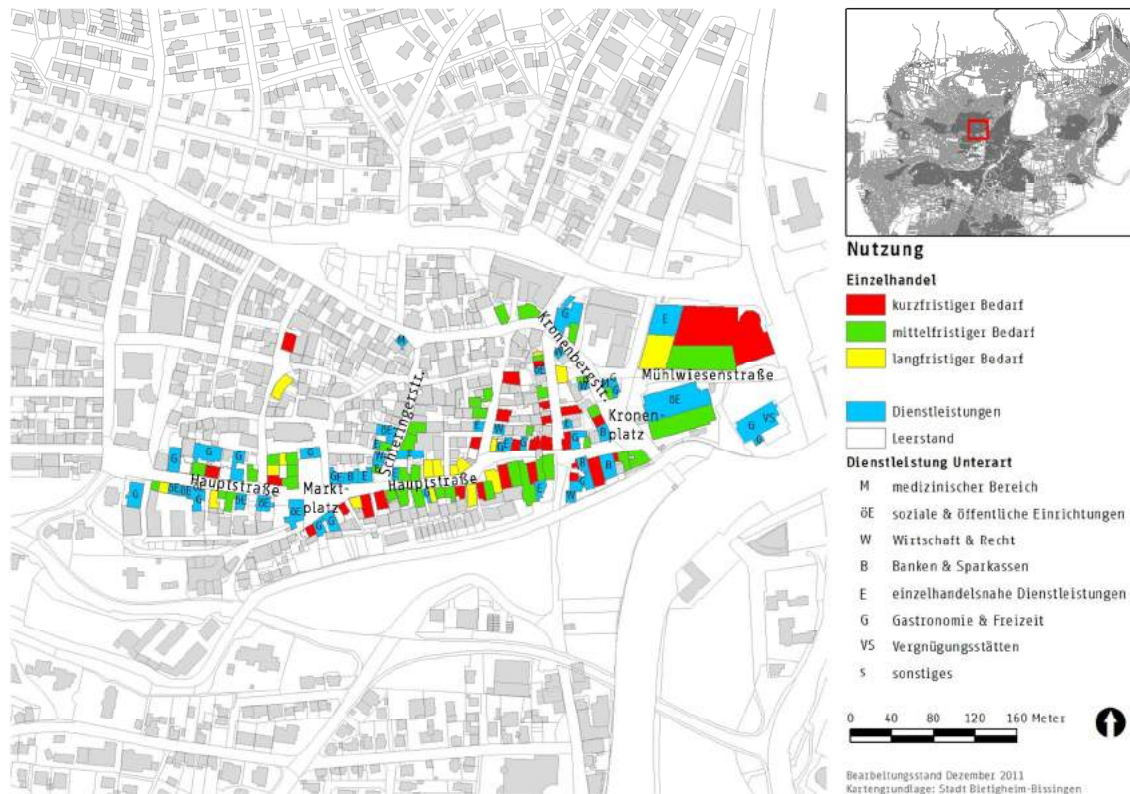 Kronenbergstr.
Mühlwiesenstraße
Schieringerstr.
Kronen-
platz
Hauptstraße
Markt-
platz
Hauptstraße
E
öE
G
VS
Nutzung
Einzelhandel
kurzfristiger Bedarf
mittelfristiger Bedarf
langfristiger Bedarf
Dienstleistungen
Leerstand
Dienstleistung Unterart
M medizinischer Bereich
öE soziale & öffentliche Einrichtungen
W Wirtschaft & Recht
B Banken & Sparkassen
E einzelhandelsnahe Dienstleistungen
G Gastronomie & Freizeit
VS Vergnügungsstätten
s sonstiges
0 40 80 120 160 Meter
Bearbeitungsstand Dezember 2011
Kartengrundlage: Stadt Bietigheim-Bissingen